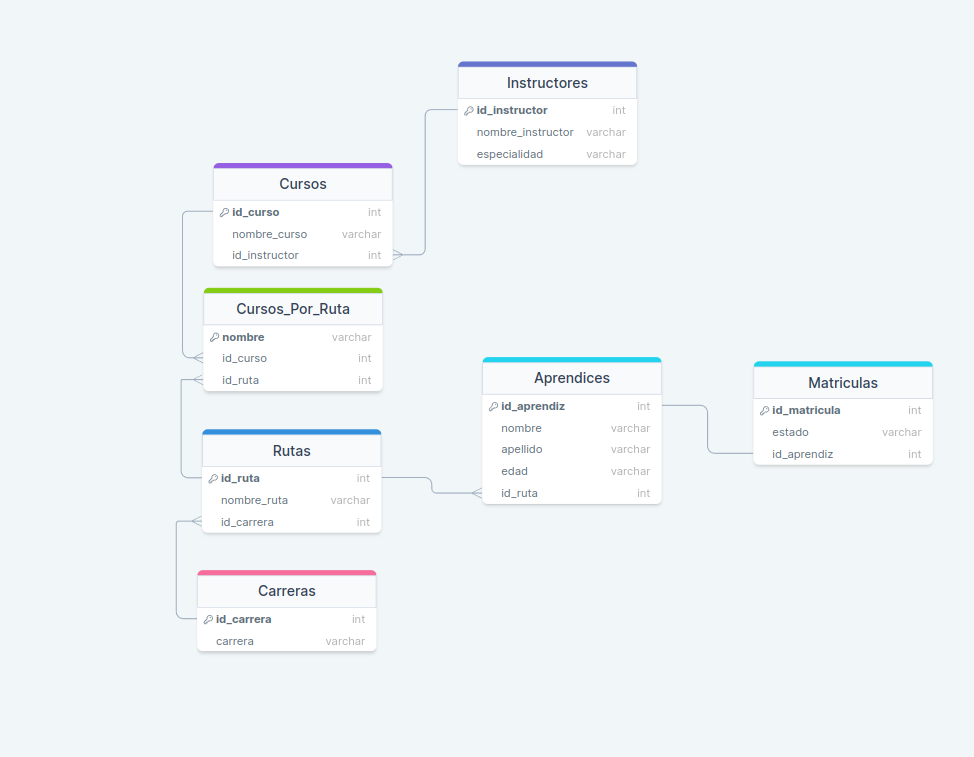 Instructores
id_instructor int
nombre_instructor varchar
especialidad varchar
Cursos
id_curso int
nombre_curso varchar
id_instructor int
Cursos_Por_Ruta
nombre varchar
id_curso int
id_ruta int
Aprendices
id_aprendiz int
nombre varchar
apellido varchar
edad varchar
id_ruta int
Matriculas
id_matricula int
estado varchar
id_aprendiz int
Rutas
id_ruta int
nombre_ruta varchar
id_carrera int
Carreras
id_carrera int
carrera varchar